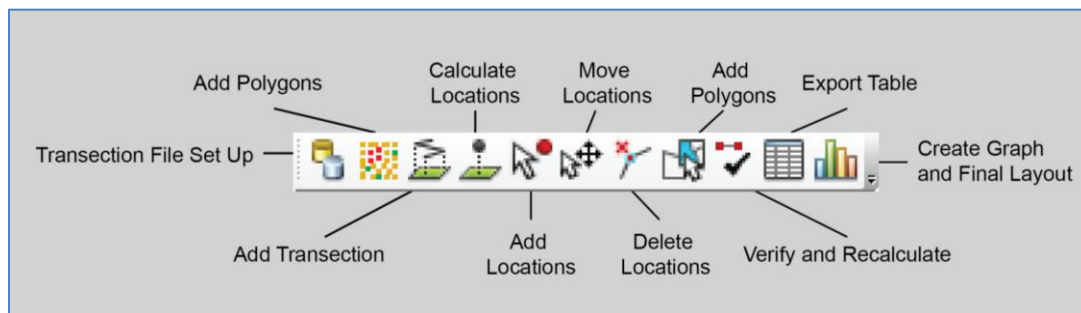 Calculate
Locations
Move
Locations
Add
Polygons
Add Polygons
Export Table
Transection File Set Up
Create Graph
and Final Layout
Add Transection
Add
Locations
Delete
Locations
Verify and Recalculate